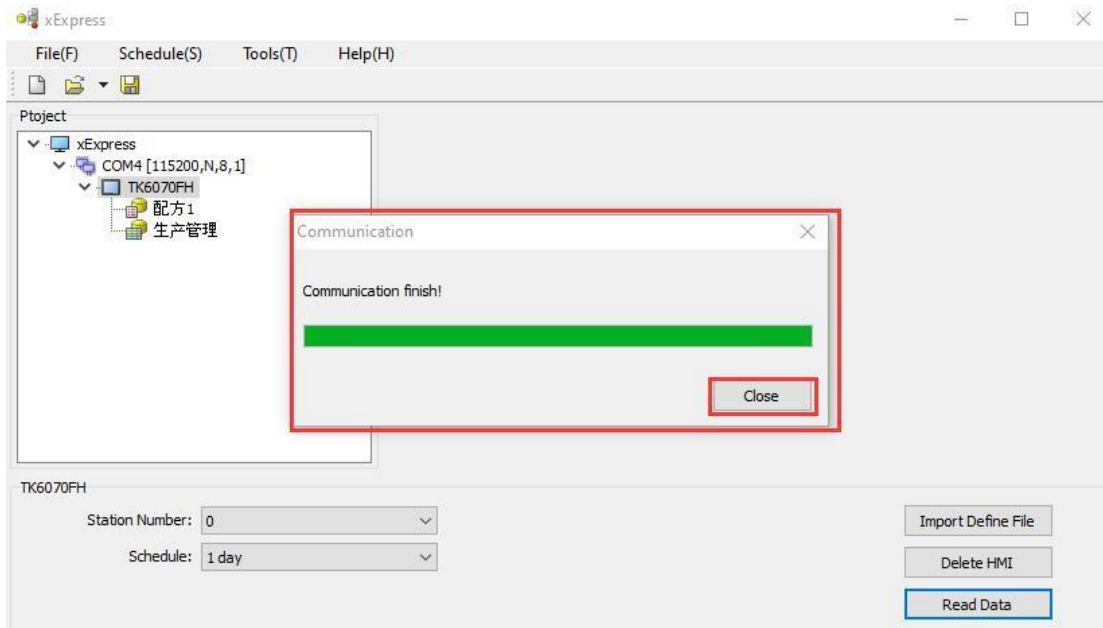 xExpress
File(F) Schedule(S) Tools(T) Help(H)
Ptoject
xExpress
COM4 [115200,N,8,1]
TK6070FH
配方1
生产管理
Communication
Communication finish!
Close
TK6070FH
Station Number: 0
Import Define File
Schedule: 1 day
Delete HMI
Read Data